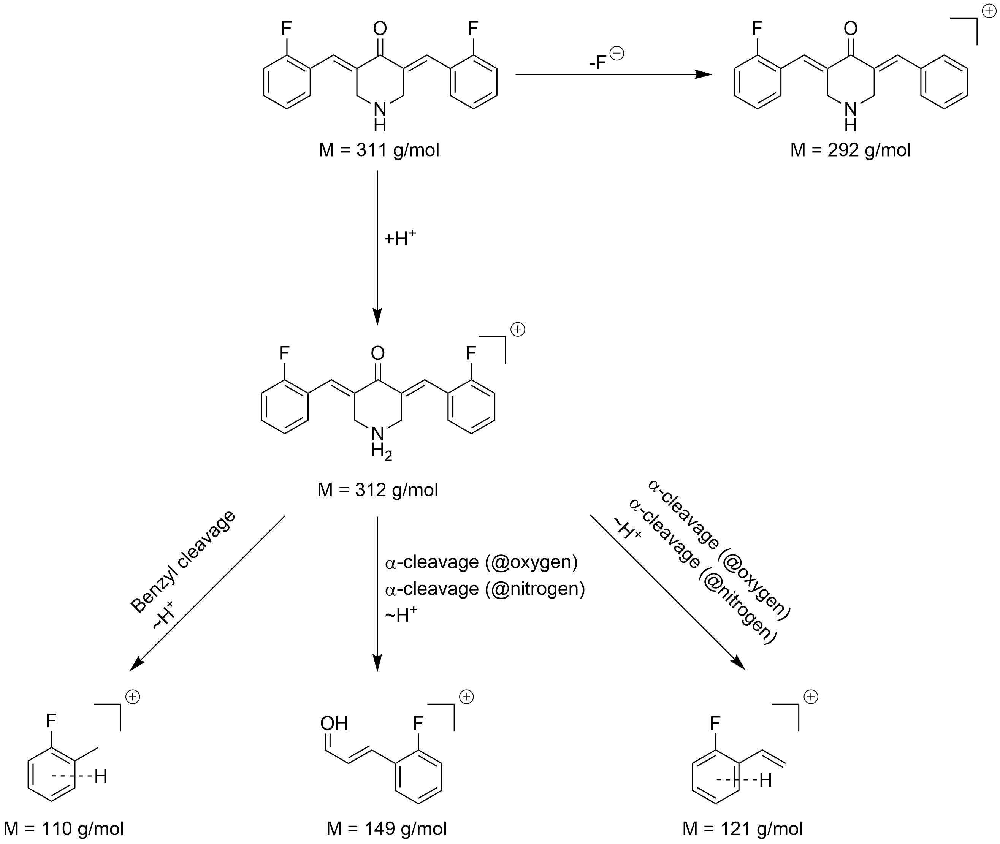 F
O
F
⊕
F
O
-F⊖
N
H
N
H
M = 311 g/mol
M = 292 g/mol
+H+
⊕
F
O
F
N
H2
M = 312 g/mol
Benzyl cleavage
~H+
α-cleavage (@oxygen)
α-cleavage (@nitrogen)
~H+
α-cleavage (@oxygen)
α-cleavage (@nitrogen)
~H+
⊕
⊕
⊕
F
OH
F
F
H
H
M = 110 g/mol
M = 149 g/mol
M = 121 g/mol